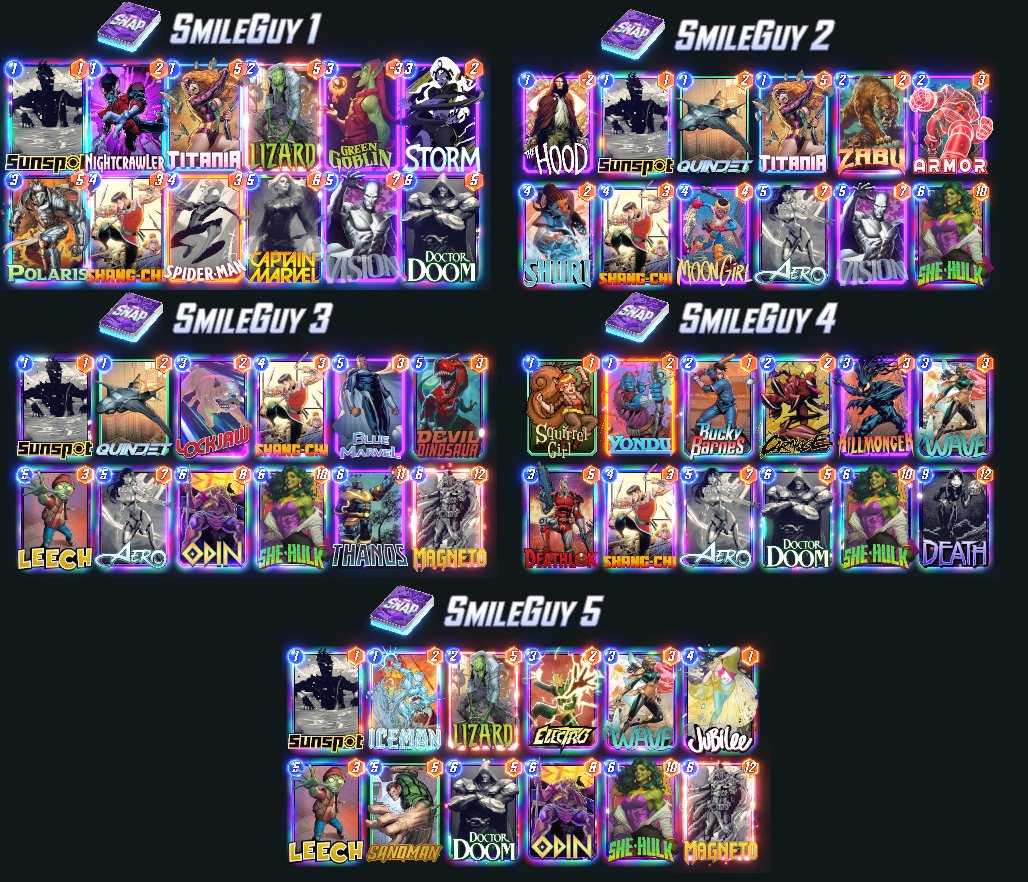 SNAP SMILEGUY 1
1 1 1 2 1 5 2 5 3 -3 3 2
SUNSPOT NIGHTCRAWLER TITANIA LIZARD GREEN GOBLIN STORM
3 5 4 3 4 3 5 6 5 7 6 5
POLARIS SHANG-CHI SPIDER-MAN CAPTAIN MARVEL VISION DOCTOR DOOM
SNAP SMILEGUY 2
1 -2 1 1 1 2 1 5 2 2 2 3
THE HOOD SUNSPOT QUINJET TITANIA ZABU ARMOR
4 2 4 3 4 4 5 7 5 7 6 10
SHURI SHANG-CHI MOON GIRL AERO VISION SHE-HULK
SNAP SMILEGUY 3
1 1 1 2 3 2 4 3 5 3 5 3
SUNSPOT QUINJET LOCKJAW SHANG-CHI BLUE MARVEL DEVIL DINOSAUR
5 3 5 7 6 8 6 10 6 11 6 12
LEECH AERO ODIN SHE-HULK THANOS MAGNETO
SNAP SMILEGUY 4
1 1 1 2 2 1 2 2 3 3 3 3
Squirrel Girl YONDU Bucky Barnes CARNAGE KILLMONGER WAVE
3 5 4 3 5 7 6 5 6 10 9 12
DEATHLOK SHANG-CHI AERO DOCTOR DOOM SHE-HULK DEATH
SNAP SMILEGUY 5
1 1 1 2 2 5 3 2 3 3 4 1
SUNSPOT ICEMAN LIZARD ELECTRO WAVE JUBILEE
5 3 5 5 6 5 6 8 6 10 6 12
LEECH SANDMAN DOCTOR DOOM ODIN SHE-HULK MAGNETO